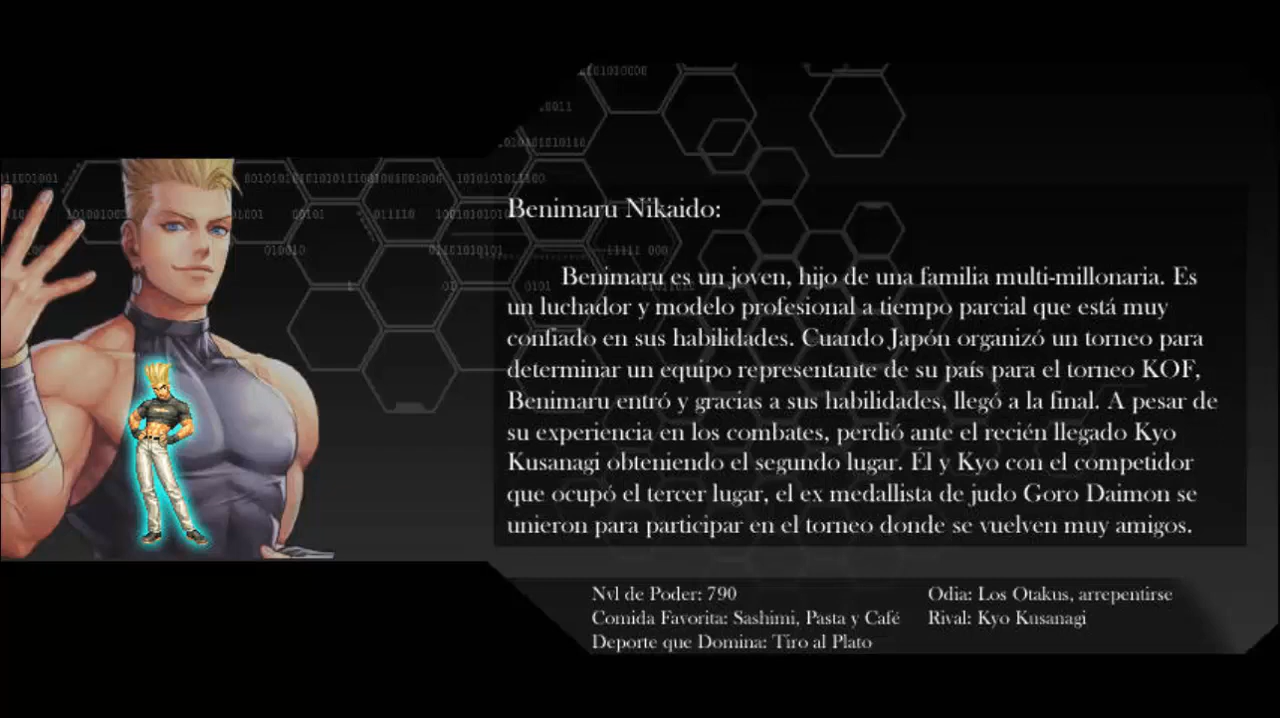 Benimaru Nikaido:
Benimaru es un joven, hijo de una familia multi-millonaria. Es
un luchador y modelo profesional a tiempo parcial que está muy
confiado en sus habilidades. Cuando Japón organizó un torneo para
determinar un equipo representante de su país para el torneo KOF,
Benimaru entró y gracias a sus habilidades, llegó a la final. A pesar de
su experiencia en los combates, perdió ante el recién llegado Kyo
Kusanagi obteniendo el segundo lugar. Él y Kyo con el competidor
que ocupó el tercer lugar, el ex medallista de judo Goro Daimon se
unieron para participar en el torneo donde se vuelven muy amigos.
Nvl de Poder: 790
Comida Favorita: Sashimi, Pasta y Café
Deporte que Domina: Tiro al Plato
Odia: Los Otakus, arrepentirse
Rival: Kyo Kusanagi